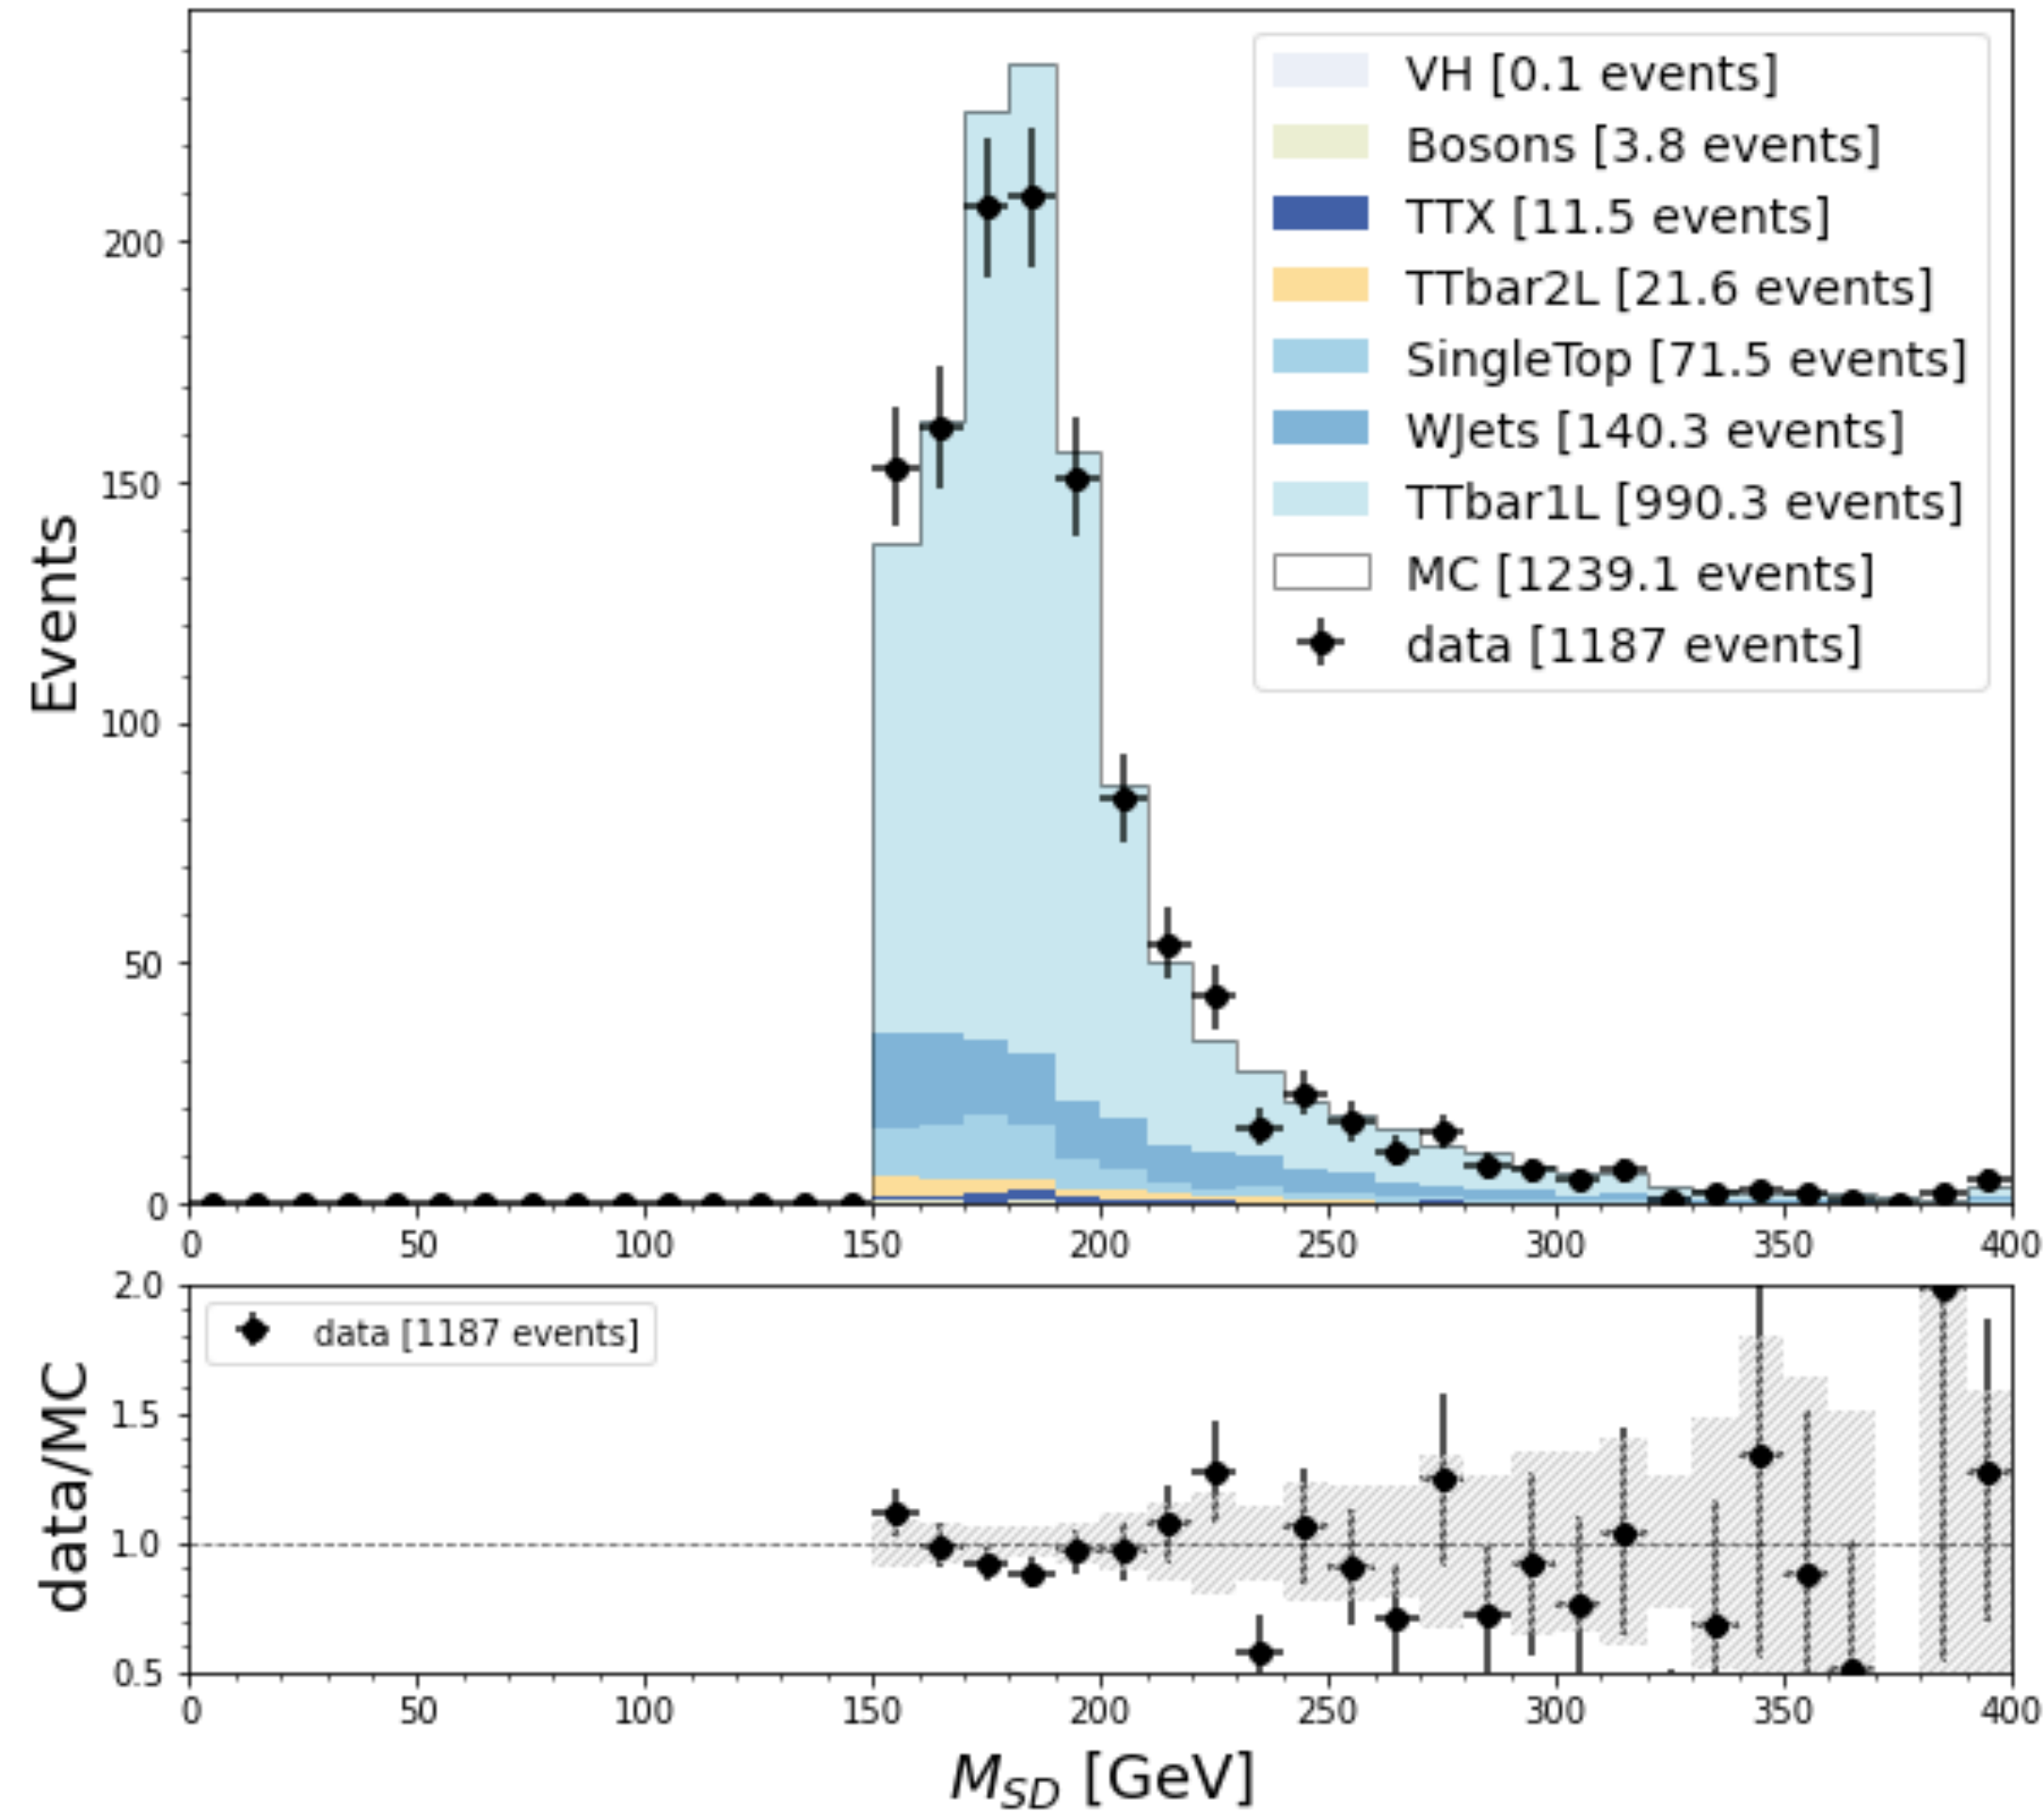 Events
200
150
100
50
0
VH [0.1 events]
Bosons [3.8 events]
TTX [11.5 events]
TTbar2L [21.6 events]
SingleTop [71.5 events]
WJets [140.3 events]
TTbar1L [990.3 events]
MC [1239.1 events]
data [1187 events]
0 50 100 150 200 250 300 350 400
data/MC
2.0
1.5
1.0
0.5
data [1187 events]
0 50 100 150 200 250 300 350 400
M_SD [GeV]